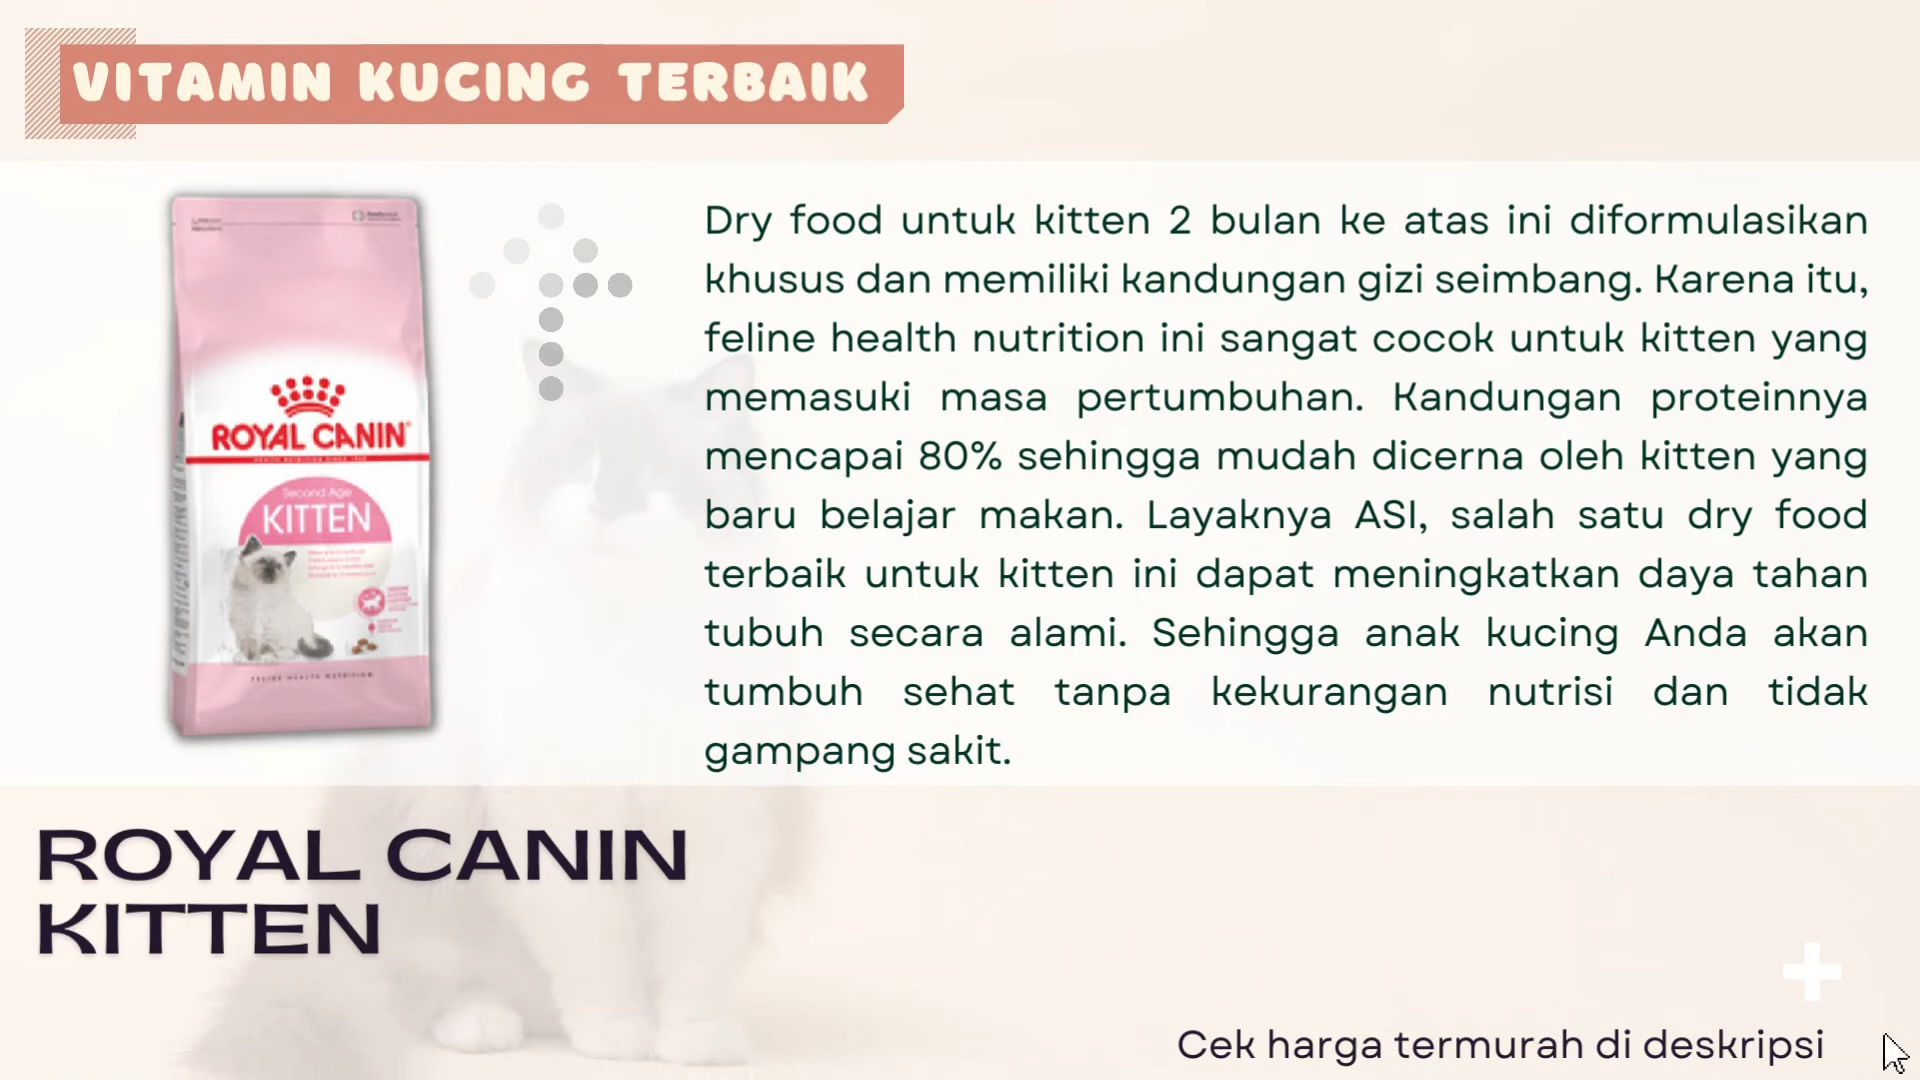 VITAMIN KUCING TERBAIK
Dry food untuk kitten 2 bulan ke atas ini diformulasikan
khusus dan memiliki kandungan gizi seimbang. Karena itu,
feline health nutrition ini sangat cocok untuk kitten yang
memasuki masa pertumbuhan. Kandungan proteinnya
mencapai 80% sehingga mudah dicerna oleh kitten yang
baru belajar makan. Layaknya ASI, salah satu dry food
terbaik untuk kitten ini dapat meningkatkan daya tahan
tubuh secara alami. Sehingga anak kucing Anda akan
tumbuh sehat tanpa kekurangan nutrisi dan tidak
gampang sakit.
ROYAL CANIN
Second Age
KITTEN
FELINE HEALTH NUTRITION
ROYAL CANIN
KITTEN
Cek harga termurah di deskripsi